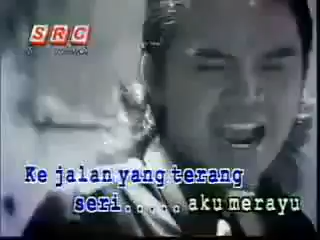 SRC
Ke jalan yang terang
seri..... aku merayu